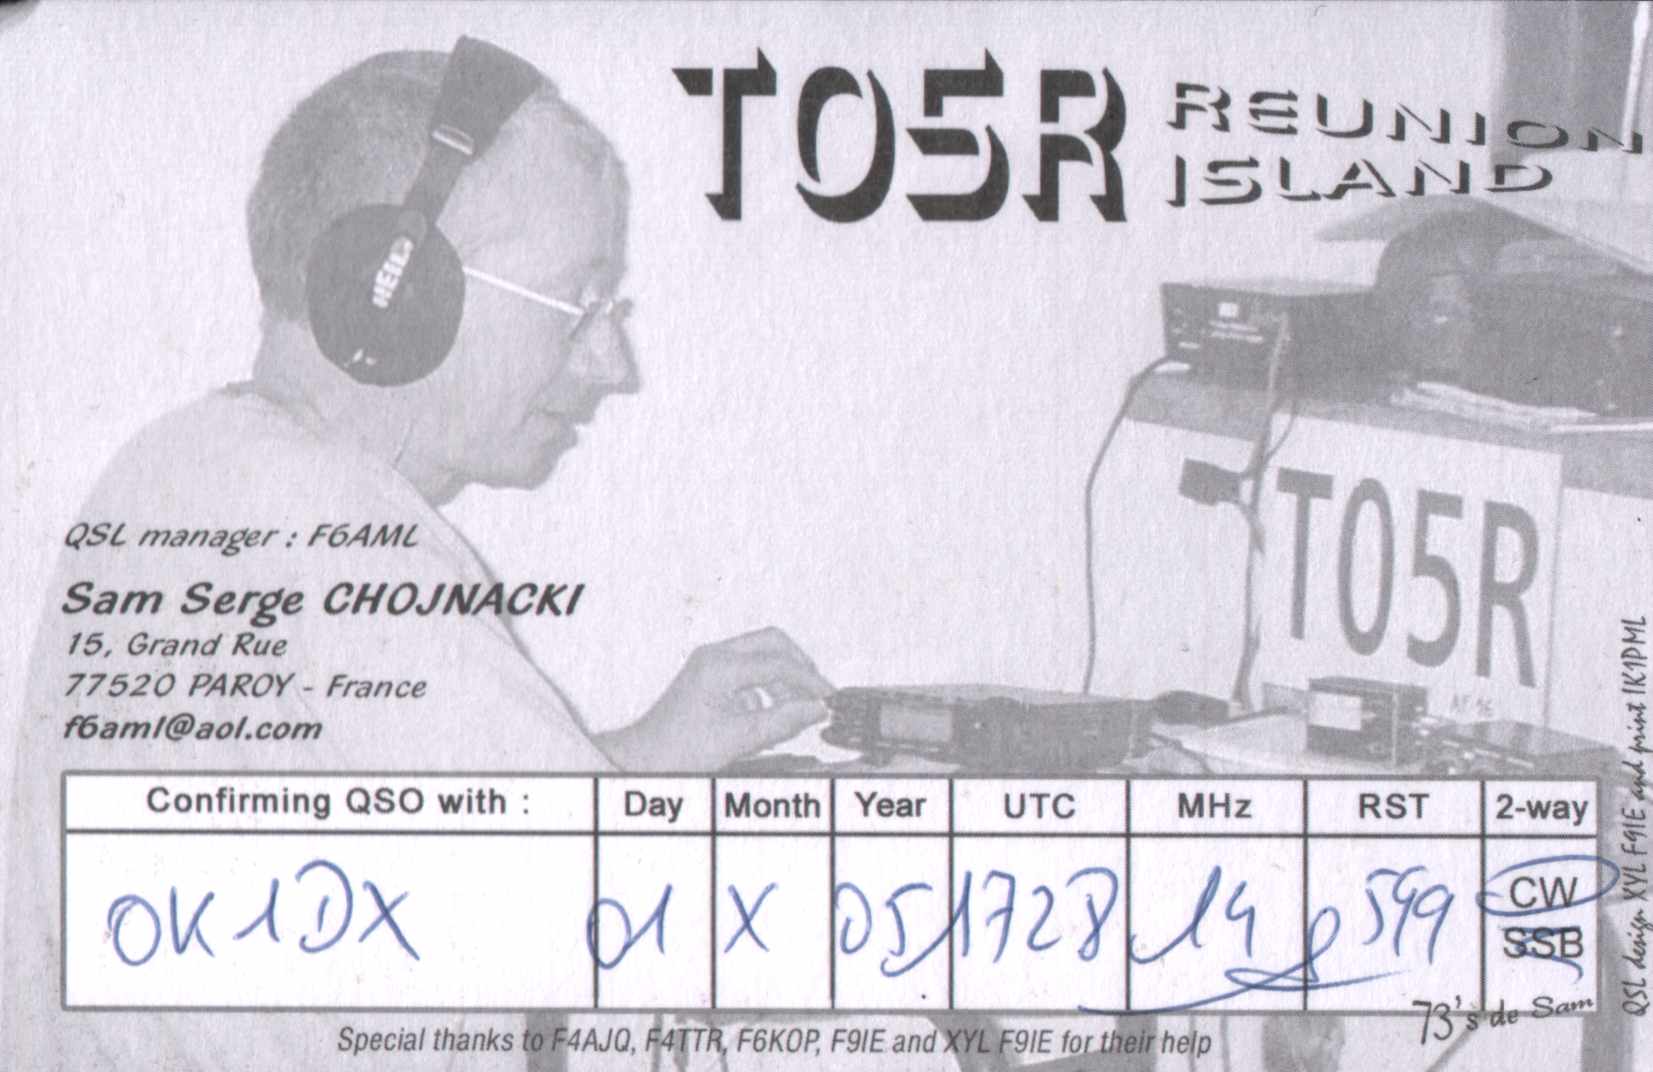 TO5R
REUNION
ISLAND
HEIL
TO5R
QSL manager : F6AML
Sam Serge CHOJNACKI
15, Grand Rue
77520 PAROY - France
f6aml@aol.com
Confirming QSO with : Day Month Year UTC MHz RST 2-way
OK1DX 01 X 05 1728 14 599 CW
SSB
73's de Sam
Special thanks to F4AJQ, F4TTR, F6KOP, F9IE and XYL F9IE for their help
QSL design XYL F9IE and print IK1PML